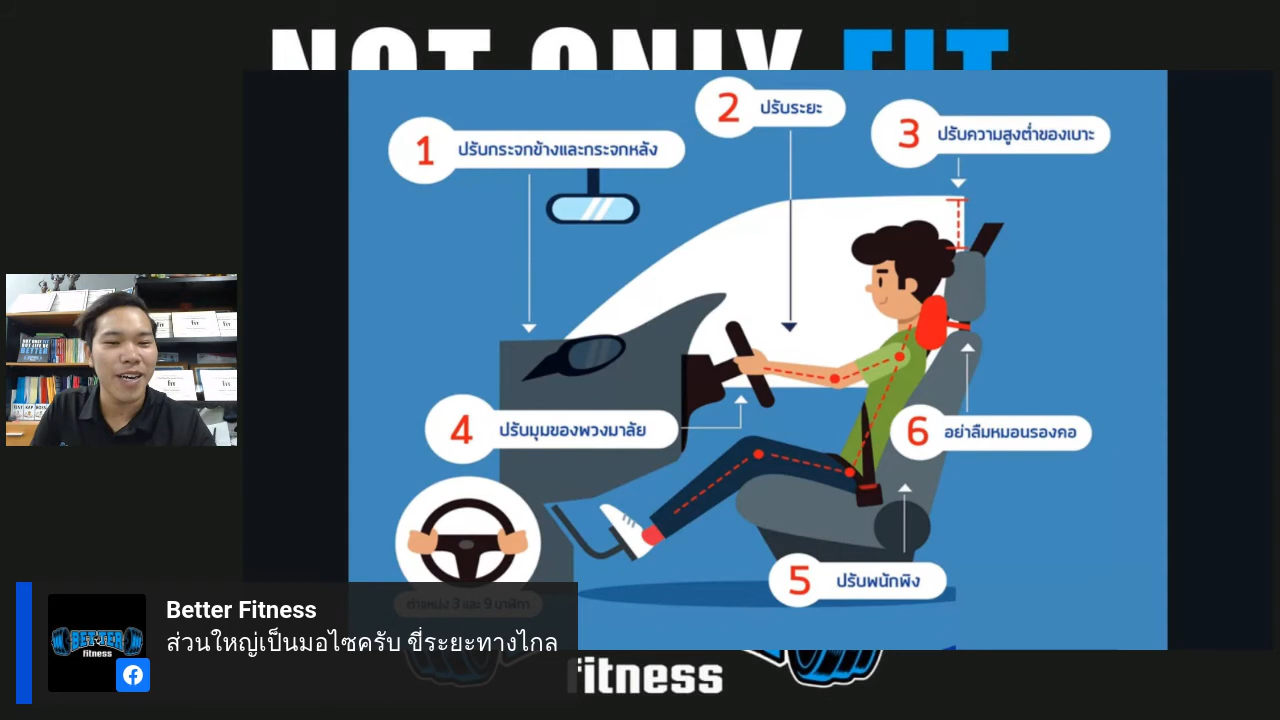 NOT ONLY FIT
2 ปรับระยะ
1 ปรับกระจกข้างและกระจกหลัง
3 ปรับความสูงต่ำของเบาะ
4 ปรับมุมของพวงมาลัย
6 อย่าลืมหมอนรองคอ
5 ปรับพนักพิง
ตำแหน่ง 3 และ 9 นาฬิกา
Better Fitness
ส่วนใหญ่เป็นมอไซครับ ขี่ระยะทางไกล
BETTER
fitness
fitness